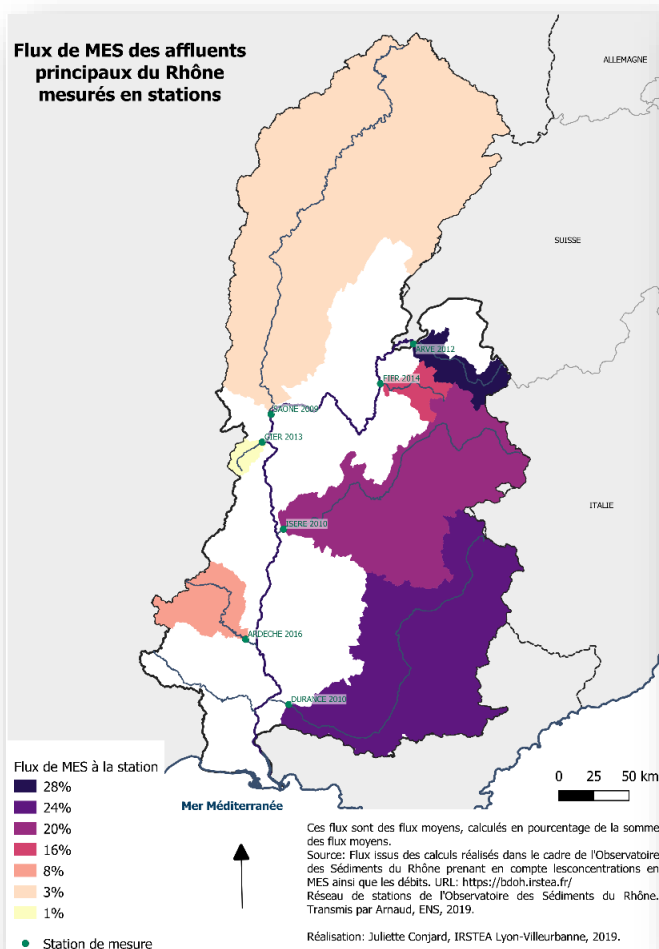 Flux de MES des affluents
principaux du Rhône
mesurés en stations
ALLEMAGNE
SUISSE
ARVE 2012
FIER 2014
SAONE 2009
GIER 2013
ITALIE
ISERE 2010
ARDECHE 2016
DURANCE 2010
Flux de MES à la station
28%
24%
20%
16%
8%
3%
1%
Station de mesure
Mer Méditerranée
0 25 50 km
Ces flux sont des flux moyens, calculés en pourcentage de la somme
des flux moyens.
Source: Flux issus des calculs réalisés dans le cadre de l'Observatoire
des Sédiments du Rhône prenant en compte lesconcentrations en
MES ainsi que les débits. URL: https://bdoh.irstea.fr/
Réseau de stations de l'Observatoire des Sédiments du Rhône.
Transmis par Arnaud, ENS, 2019.
Réalisation: Juliette Conjard, IRSTEA Lyon-Villeurbanne, 2019.